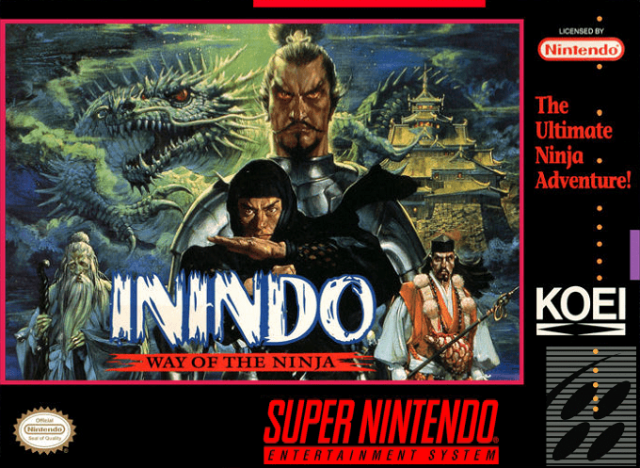 LICENSED BY
Nintendo®
The
Ultimate
Ninja
Adventure!
ININDO
WAY OF THE NINJA
KOEI
Official
Nintendo
Seal of Quality
SUPER NINTENDO®
ENTERTAINMENT SYSTEM